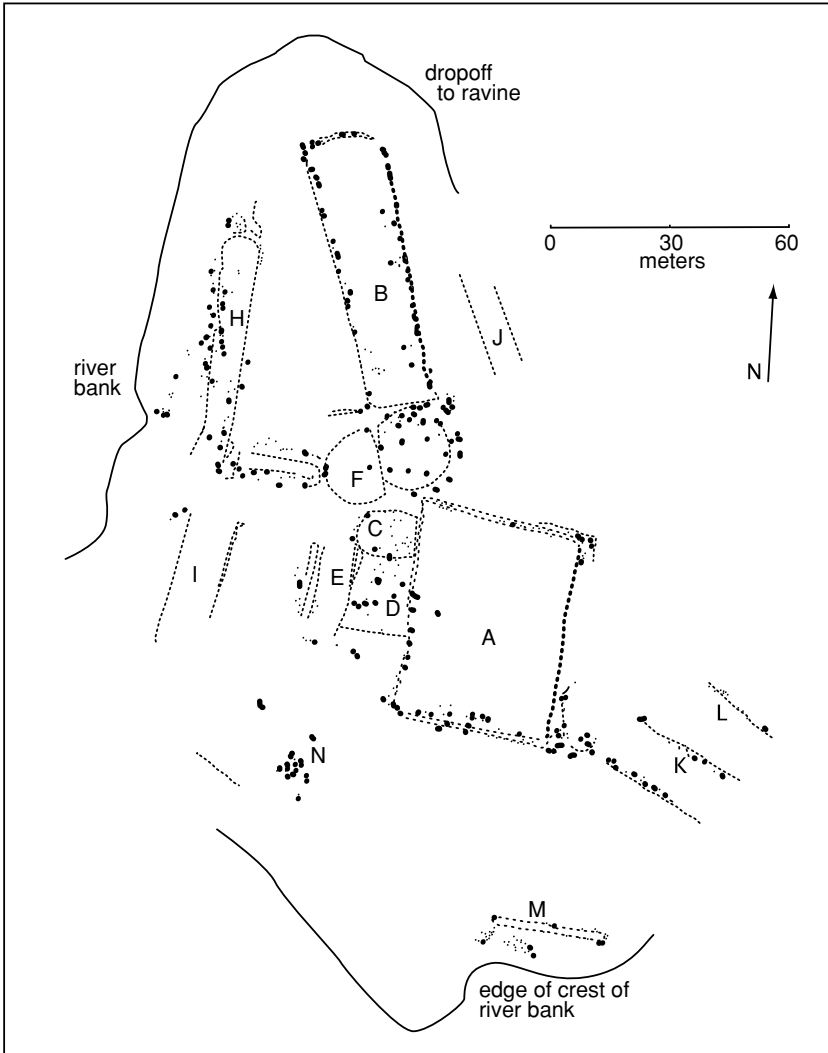 dropoff
to ravine
0 30 60
meters
B
H
J
N
river
bank
F
C
I
E
D
A
L
K
N
M
edge of crest of
river bank